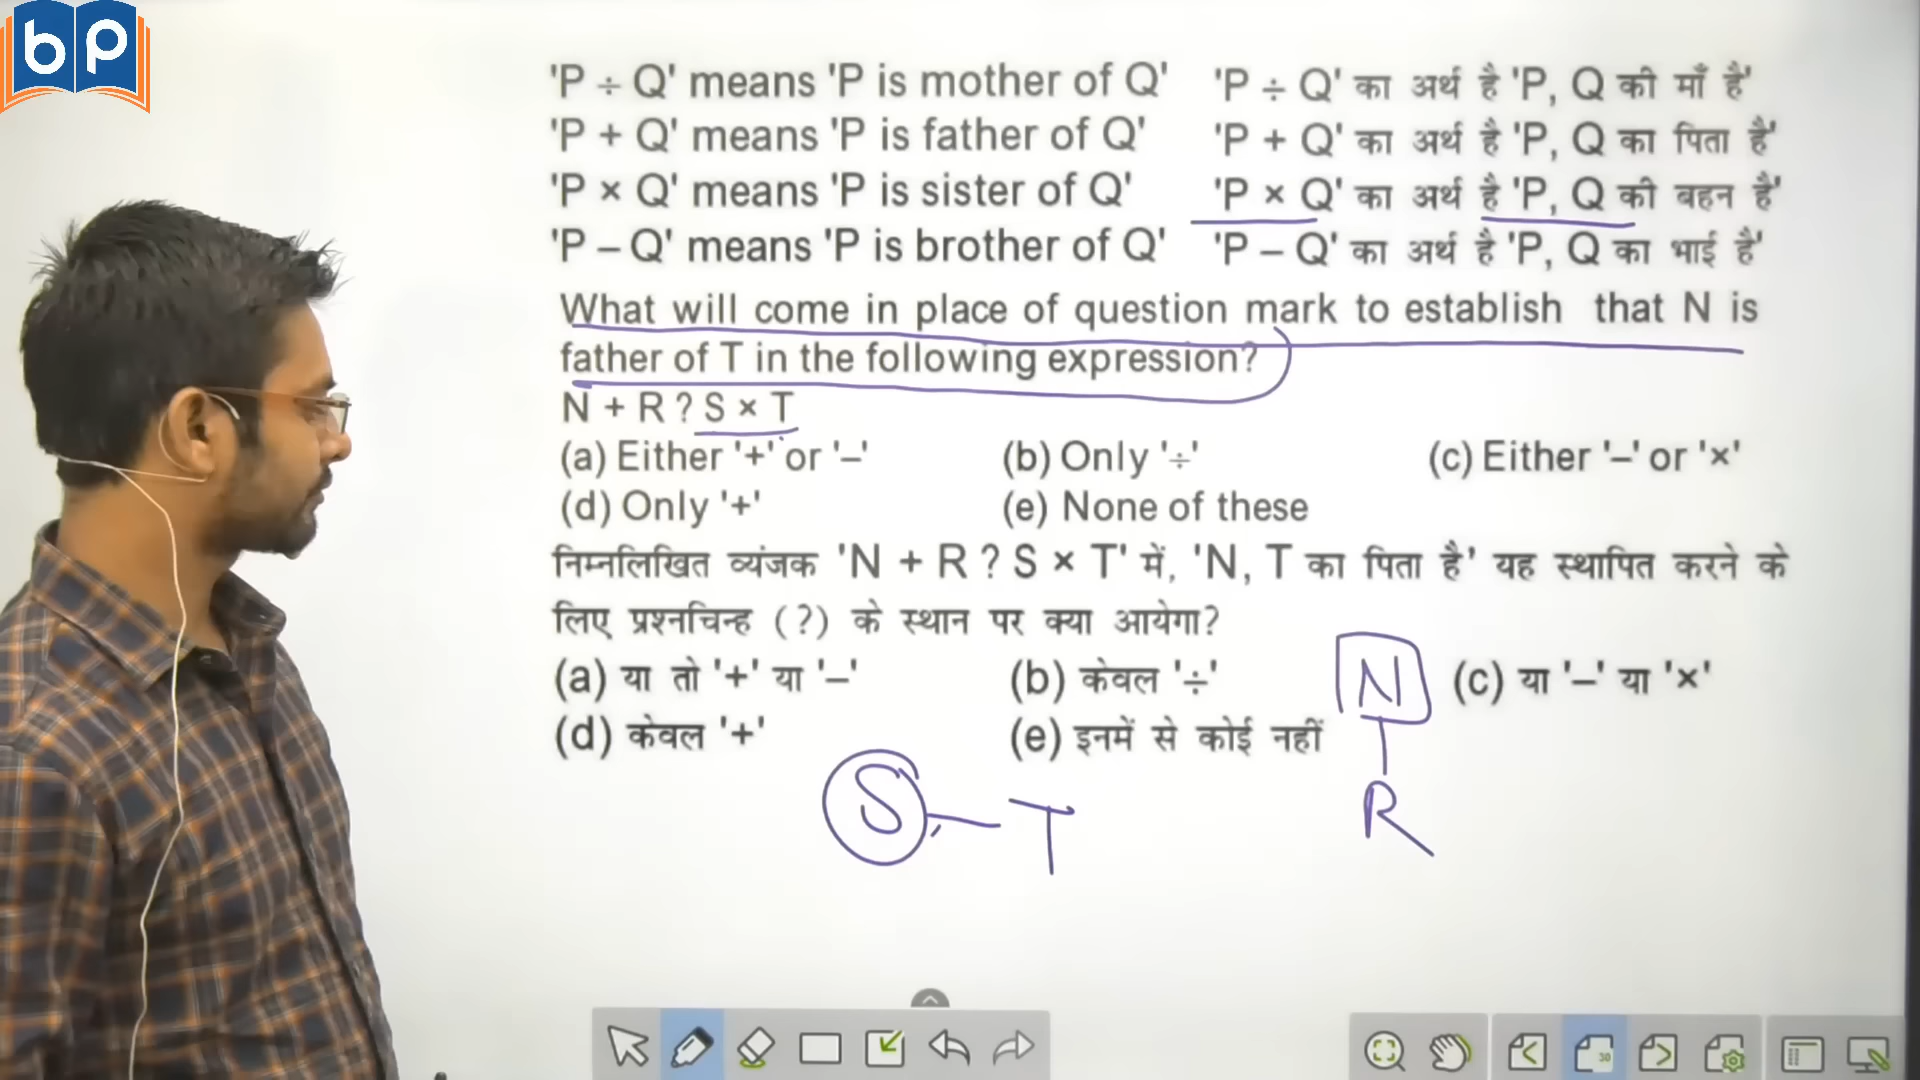 bp
'P ÷ Q' means 'P is mother of Q' 'P ÷ Q' का अर्थ है 'P, Q की माँ है'
'P + Q' means 'P is father of Q' 'P + Q' का अर्थ है 'P, Q का पिता है'
'P × Q' means 'P is sister of Q' 'P × Q' का अर्थ है 'P, Q की बहन है'
'P – Q' means 'P is brother of Q' 'P – Q' का अर्थ है 'P, Q का भाई है'
What will come in place of question mark to establish that N is
father of T in the following expression?
N + R ? S × T
(a) Either '+' or '–' (b) Only '÷' (c) Either '–' or '×'
(d) Only '+' (e) None of these
निम्नलिखित व्यंजक 'N + R ? S × T' में, 'N, T का पिता है' यह स्थापित करने के
लिए प्रश्नचिन्ह (?) के स्थान पर क्या आयेगा?
(a) या तो '+' या '–' (b) केवल '÷' (c) या '–' या '×'
(d) केवल '+' (e) इनमें से कोई नहीं
N
R
S – T
30